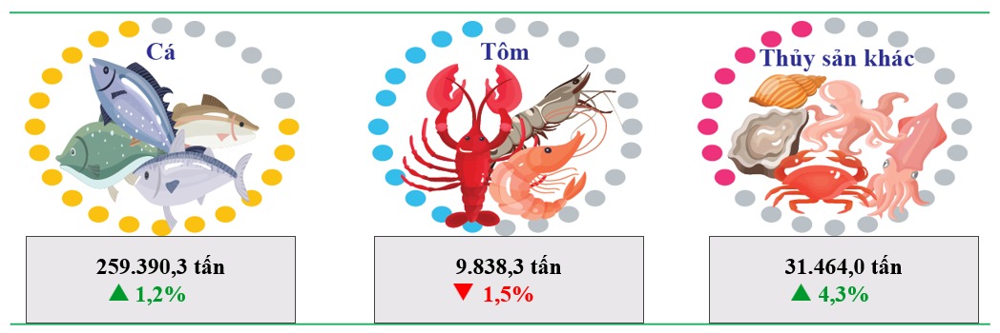 Cá
259.390,3 tấn
1,2%
Tôm
9.838,3 tấn
1,5%
Thủy sản khác
31.464,0 tấn
4,3%